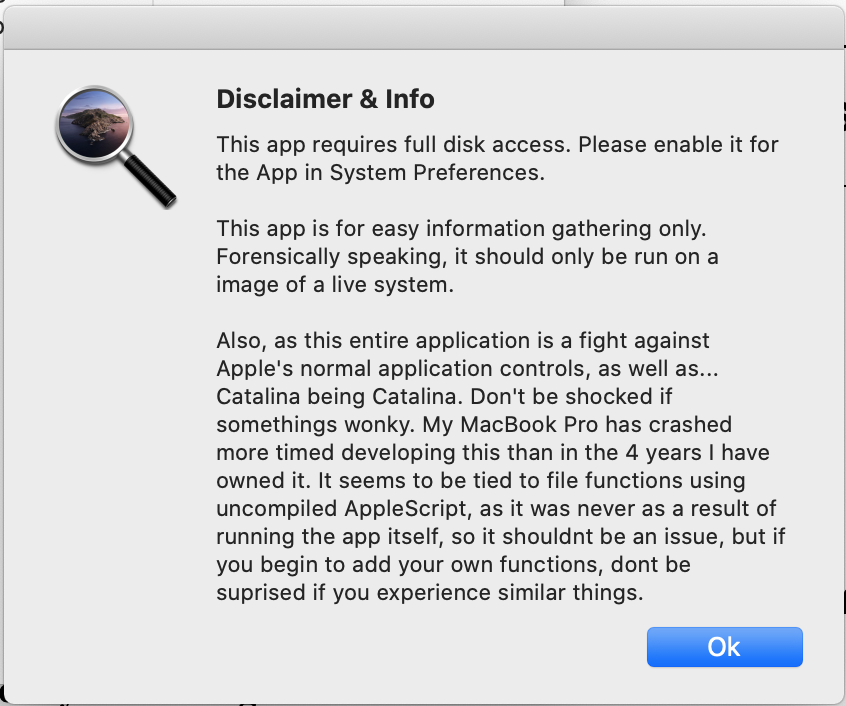 Disclaimer & Info
This app requires full disk access. Please enable it for
the App in System Preferences.
This app is for easy information gathering only.
Forensically speaking, it should only be run on a
image of a live system.
Also, as this entire application is a fight against
Apple's normal application controls, as well as...
Catalina being Catalina. Don't be shocked if
somethings wonky. My MacBook Pro has crashed
more timed developing this than in the 4 years I have
owned it. It seems to be tied to file functions using
uncompiled AppleScript, as it was never as a result of
running the app itself, so it shouldnt be an issue, but if
you begin to add your own functions, dont be
suprised if you experience similar things.
Ok